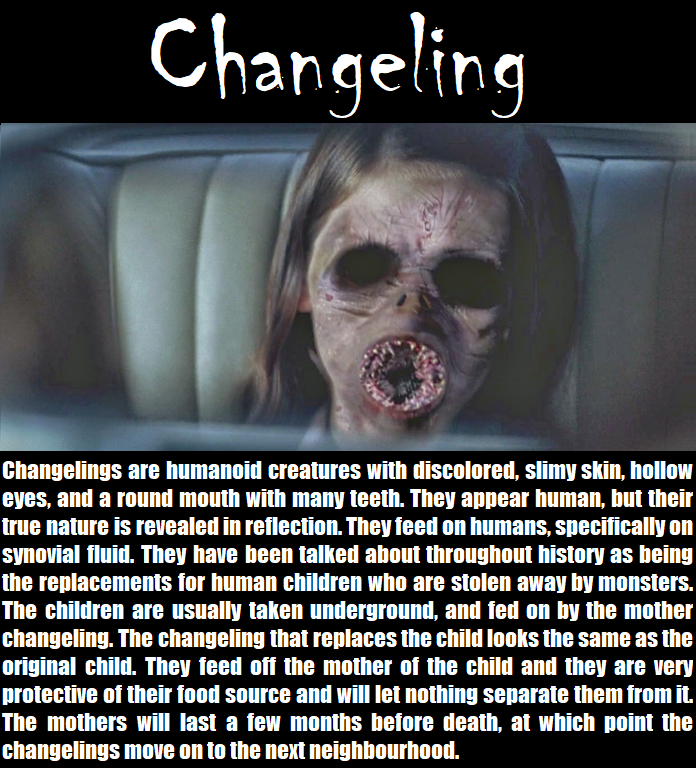 Changeling
Changelings are humanoid creatures with discolored, slimy skin, hollow
eyes, and a round mouth with many teeth. They appear human, but their
true nature is revealed in reflection. They feed on humans, specifically on
synovial fluid. They have been talked about throughout history as being
the replacements for human children who are stolen away by monsters.
The children are usually taken underground, and fed on by the mother
changeling. The changeling that replaces the child looks the same as the
original child. They feed off the mother of the child and they are very
protective of their food source and will let nothing separate them from it.
The mothers will last a few months before death, at which point the
changelings move on to the next neighbourhood.